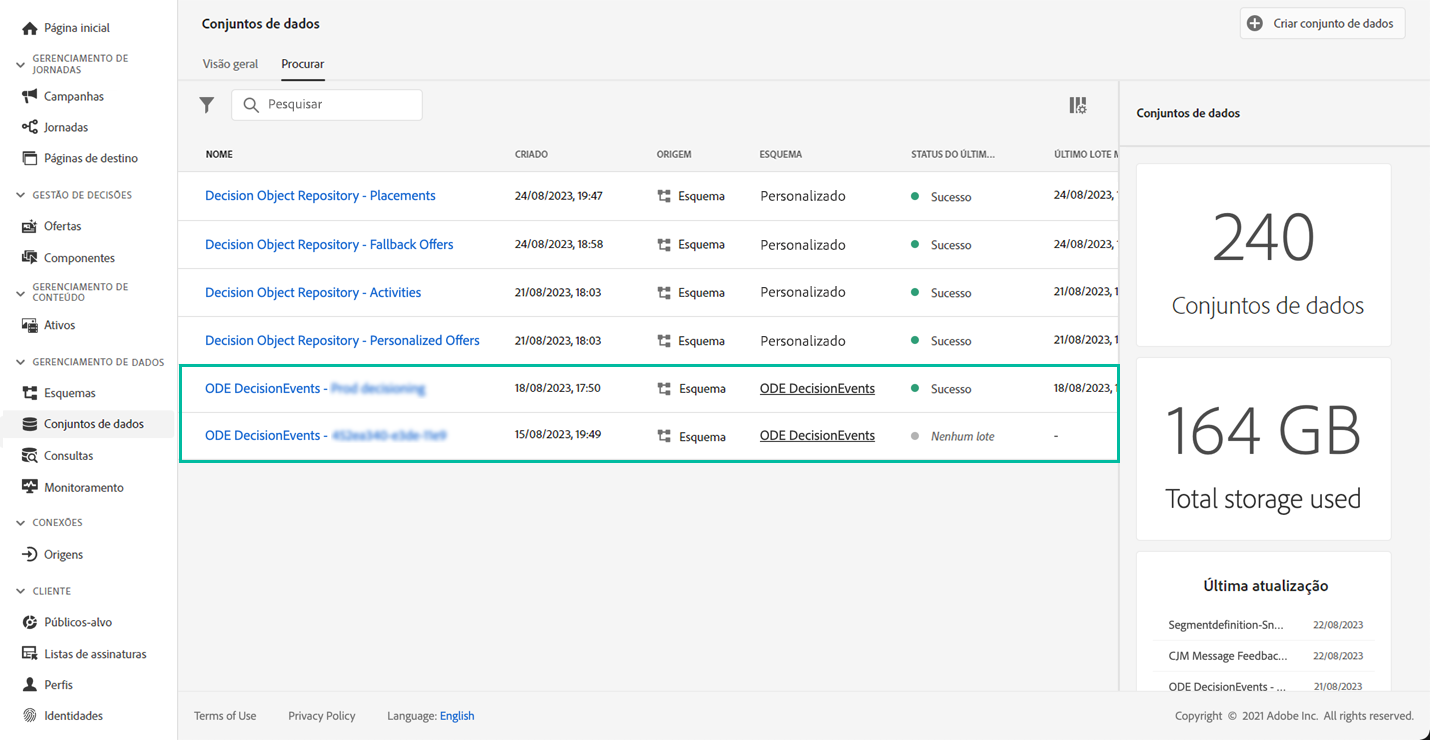 Página inicial
GERENCIAMENTO DE
JORNADAS
Campanhas
Jornadas
Páginas de destino
GESTÃO DE DECISÕES
Ofertas
Componentes
GERENCIAMENTO DE
CONTEÚDO
Ativos
GERENCIAMENTO DE DADOS
Esquemas
Conjuntos de dados
Consultas
Monitoramento
CONEXÕES
Origens
CLIENTE
Públicos-alvo
Listas de assinaturas
Perfis
Identidades
Conjuntos de dados
Criar conjunto de dados
Visão geral Procurar
Pesquisar
NOME CRIADO ORIGEM ESQUEMA STATUS DO ÚLTIM... ÚLTIMO LOTE M
Decision Object Repository - Placements 24/08/2023, 19:47 Esquema Personalizado Sucesso 24/08/2023, 1
Decision Object Repository - Fallback Offers 24/08/2023, 18:58 Esquema Personalizado Sucesso 24/08/2023, 1
Decision Object Repository - Activities 21/08/2023, 18:03 Esquema Personalizado Sucesso 21/08/2023, 1
Decision Object Repository - Personalized Offers 21/08/2023, 18:03 Esquema Personalizado Sucesso 21/08/2023, 1
ODE DecisionEvents - Prod decisioning 18/08/2023, 17:50 Esquema ODE DecisionEvents Sucesso 18/08/2023, 1
ODE DecisionEvents - 15/08/2023, 19:49 Esquema ODE DecisionEvents Nenhum lote -
Conjuntos de dados
240
Conjuntos de dados
164 GB
Total storage used
Última atualização
Segmentdefinition-Sn... 22/08/2023
CJM Message Feedbac... 22/08/2023
ODE DecisionEvents - ... 21/08/2023
Terms of Use Privacy Policy Language: English
Copyright © 2021 Adobe Inc. All rights reserved.